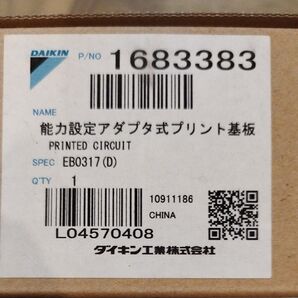 DAIKIN P/NO 1683383
NAME
能力設定アダプタ式プリント基板
PRINTED CIRCUIT
SPEC EB0317(D)
Q'TY 1
10911186
CHINA
L04570408
ダイキン工業株式会社